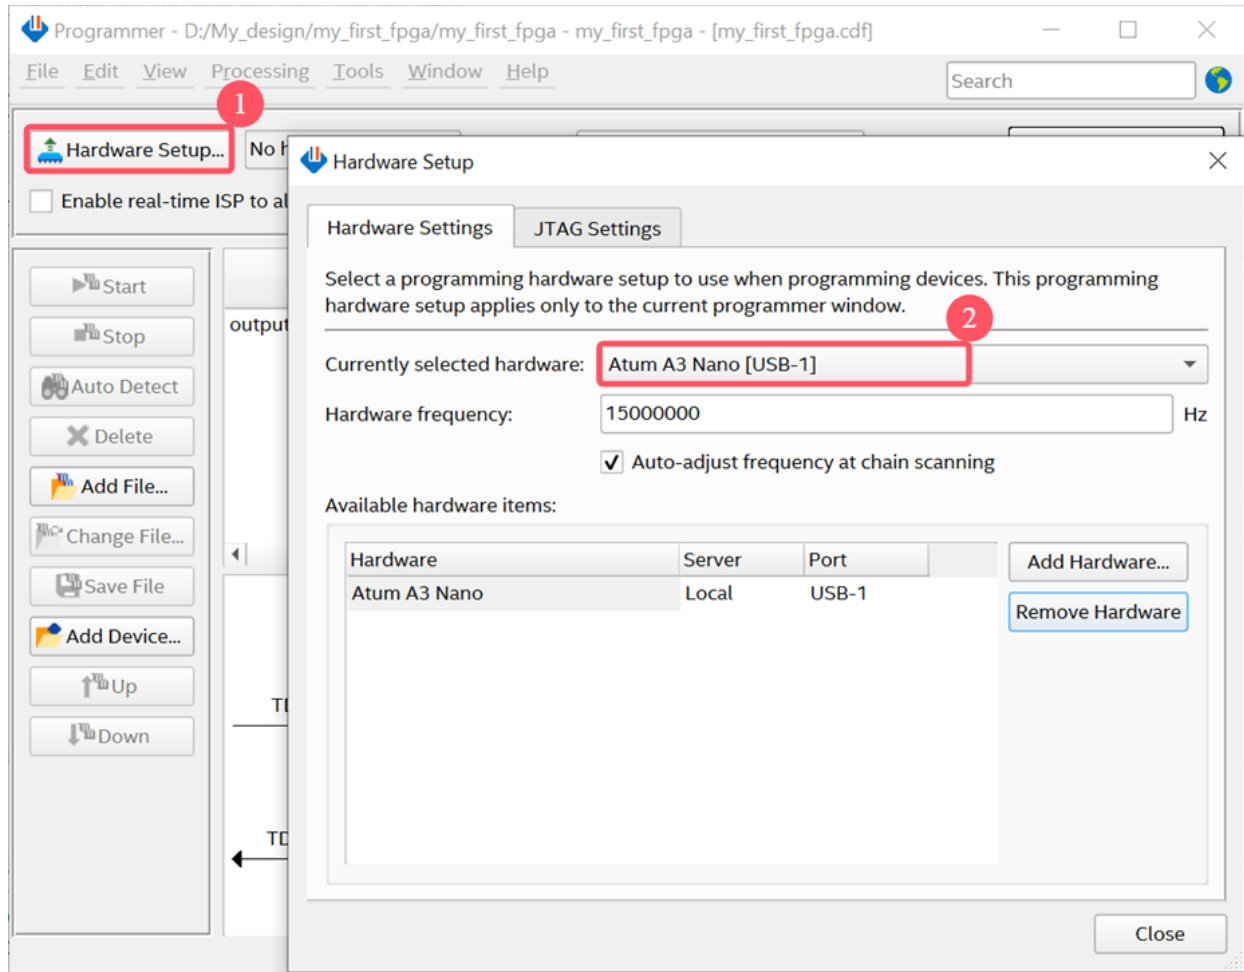 Programmer - D:/My_design/my_first_fpga/my_first_fpga - my_first_fpga - [my_first_fpga.cdf]
File Edit View Processing Tools Window Help
Search
1
Hardware Setup... No h
Enable real-time ISP to al
Hardware Setup
Hardware Settings JTAG Settings
Select a programming hardware setup to use when programming devices. This programming
hardware setup applies only to the current programmer window.
2
Currently selected hardware: Atum A3 Nano [USB-1]
Hardware frequency: 15000000 Hz
Auto-adjust frequency at chain scanning
Available hardware items:
Hardware Server Port
Atum A3 Nano Local USB-1
Add Hardware...
Remove Hardware
Close
Start
Stop
Auto Detect
Delete
Add File...
Change File...
Save File
Add Device...
Up
Down
output